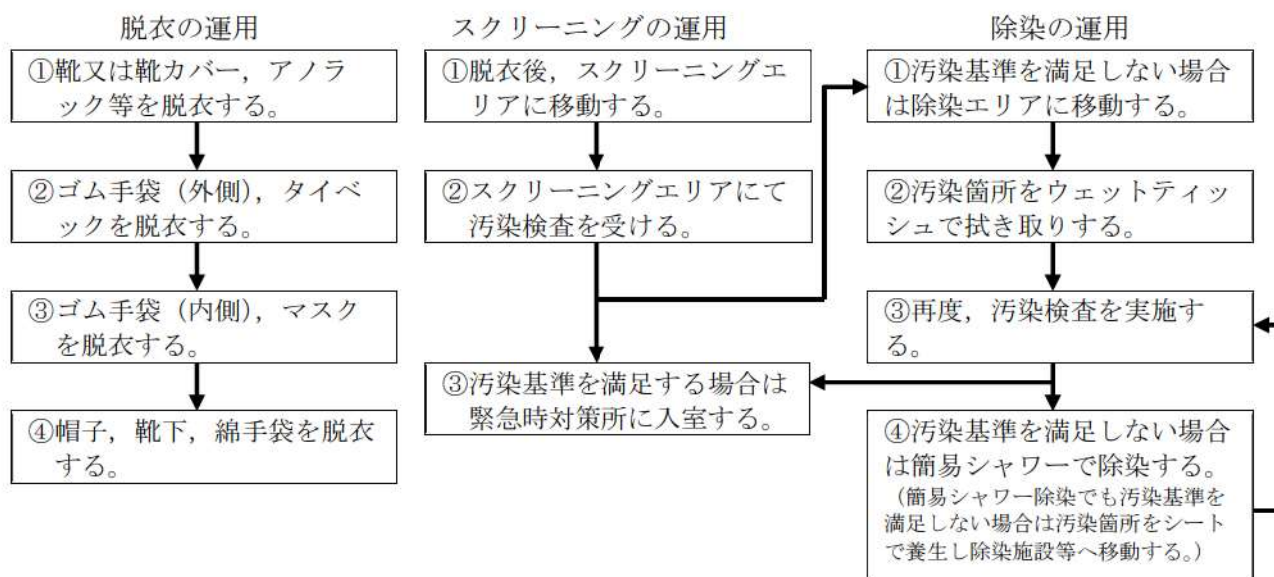 脱衣の運用
①靴又は靴カバー，アノラ
ック等を脱衣する。
②ゴム手袋（外側），タイベ
ックを脱衣する。
③ゴム手袋（内側），マスク
を脱衣する。
④帽子，靴下，綿手袋を脱衣
する。
スクリーニングの運用
①脱衣後，スクリーニングエ
リアに移動する。
②スクリーニングエリアにて
汚染検査を受ける。
③汚染基準を満足する場合は
緊急時対策所に入室する。
除染の運用
①汚染基準を満足しない場合
は除染エリアに移動する。
②汚染箇所をウェットティッ
シュで拭き取りする。
③再度，汚染検査を実施す
る。
④汚染基準を満足しない場合
は簡易シャワーで除染する。
（簡易シャワー除染でも汚染基準を
満足しない場合は汚染箇所をシート
で養生し除染施設等へ移動する。）